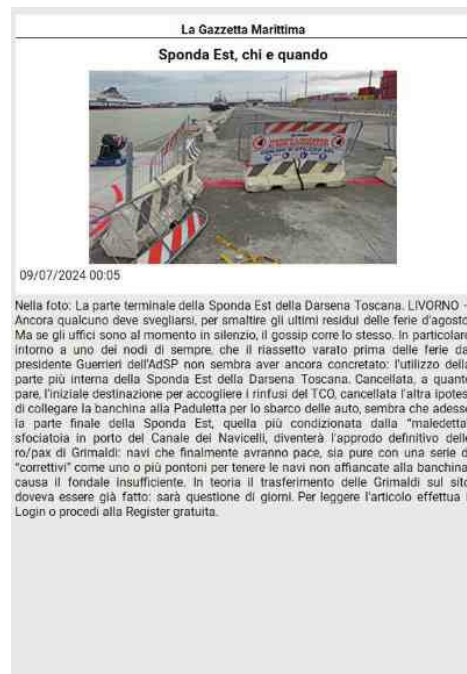 La Gazzetta Marittima
Sponda Est, chi e quando
09/07/2024 00:05
Nella foto: La parte terminale della Sponda Est della Darsena Toscana. LIVORNO –
Ancora qualcuno deve svegliarsi, per smaltire gli ultimi residui delle ferie d'agosto
Ma se gli uffici sono al momento in silenzio, il gossip corre lo stesso. In particolare
intorno a uno dei nodi di sempre, che il riassetto varato prima delle ferie da
presidente Guerrieri dell'AdSP non sembra aver ancora concretato: l'utilizzo della
parte più interna della Sponda Est della Darsena Toscana. Cancellata, a quanto
pare, l'iniziale destinazione per accogliere i rinfusi del TCO, cancellata l'altra ipotes
di collegare la banchina alla Paduletta per lo sbarco delle auto, sembra che adesso
la parte finale della Sponda Est, quella più condizionata dalla "maledetta"
sfociatoia in porto del Canale dei Navicelli, diventerà l'approdo definitivo delle
ro/pax di Grimaldi: navi che finalmente avranno pace, sia pure con una serie d
"correttivi" come uno o più pontoni per tenere le navi non affiancate alla banchina
causa il fondale insufficiente. In teoria il trasferimento delle Grimaldi sul sito
doveva essere già fatto: sarà questione di giorni. Per leggere l'articolo effettua i
Login o procedi alla Register gratuita.